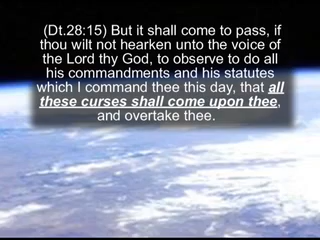 (Dt.28:15) But it shall come to pass, if
thou wilt not hearken unto the voice of
the Lord thy God, to observe to do all
his commandments and his statutes
which I command thee this day, that all
these curses shall come upon thee,
and overtake thee.